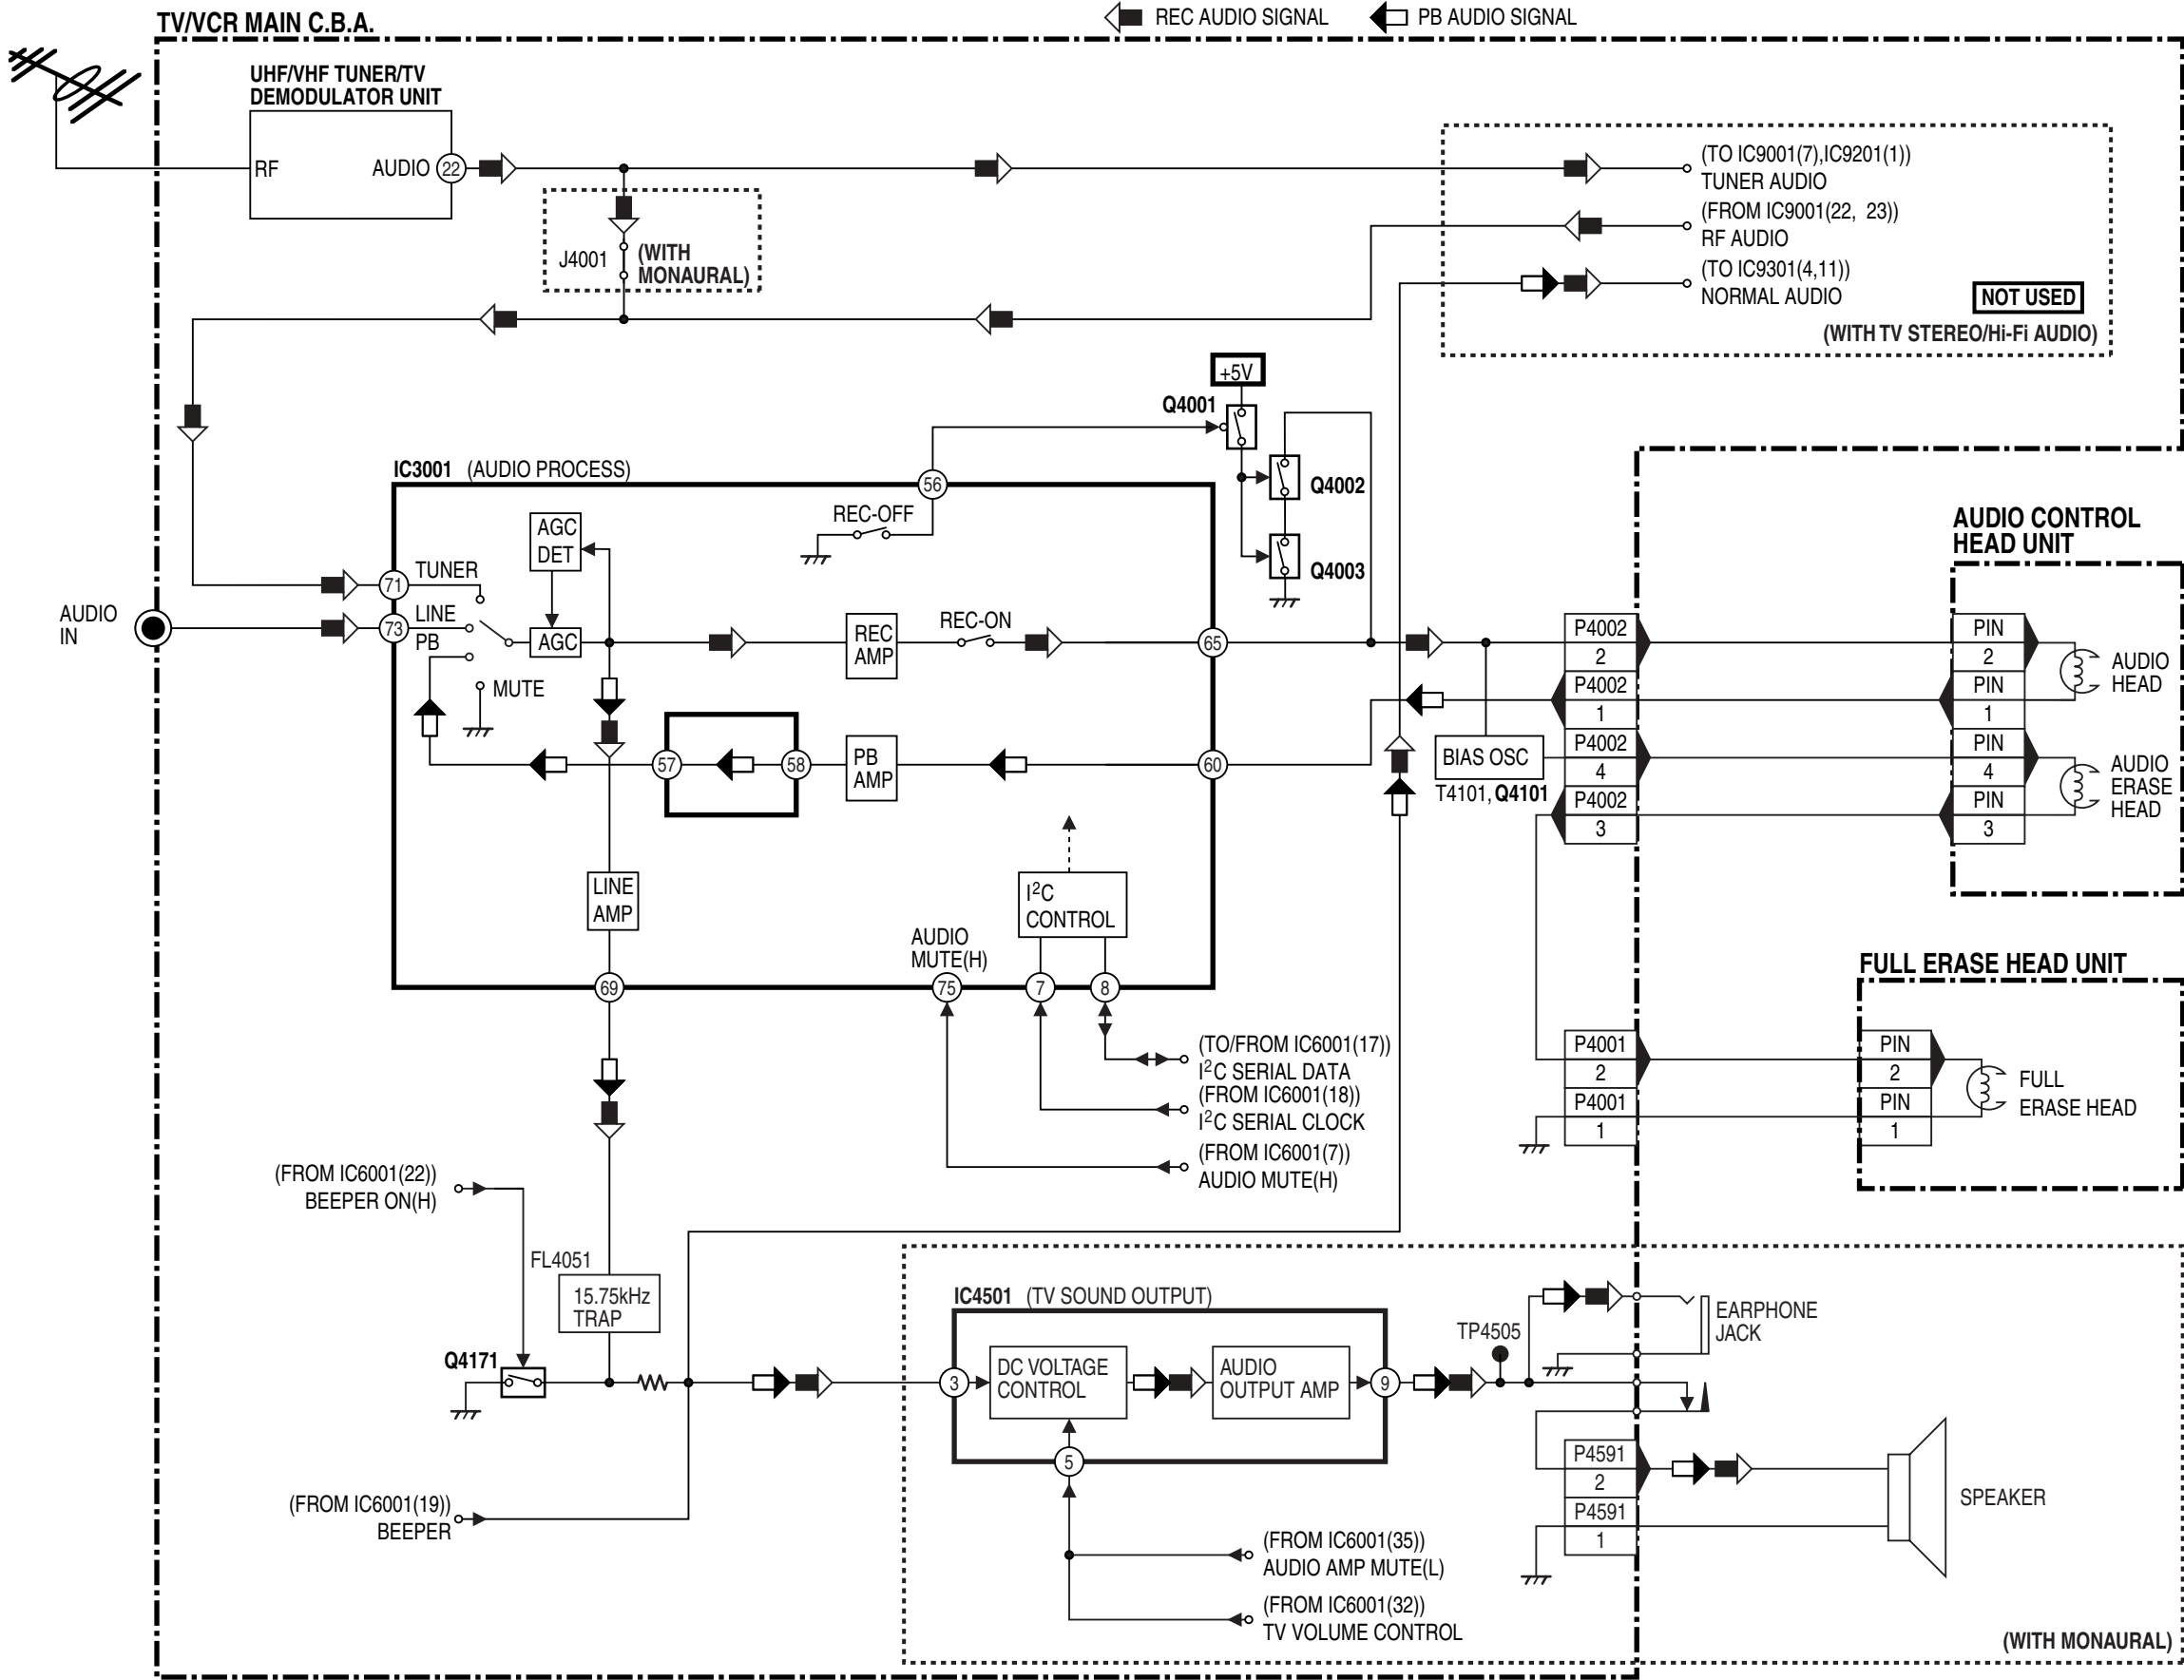 TV/VCR MAIN C.B.A.
REC AUDIO SIGNAL
PB AUDIO SIGNAL
UHF/VHF TUNER/TV
DEMODULATOR UNIT
RF
AUDIO
22
J4001
(WITH
MONAURAL)
(TO IC9001(7),IC9201(1))
TUNER AUDIO
(FROM IC9001(22, 23))
RF AUDIO
(TO IC9301(4,11))
NORMAL AUDIO
NOT USED
(WITH TV STEREO/Hi-Fi AUDIO)
+5V
Q4001
Q4002
Q4003
IC3001 (AUDIO PROCESS)
56
REC-OFF
AGC
DET
71
TUNER
AUDIO
IN
73
LINE
PB
AGC
MUTE
REC
AMP
REC-ON
65
57
58
PB
AMP
60
LINE
AMP
I²C
CONTROL
AUDIO
MUTE(H)
69
75
7
8
BIAS OSC
T4101, Q4101
P4002
2
P4002
1
P4002
4
P4002
3
AUDIO CONTROL
HEAD UNIT
PIN
2
PIN
1
PIN
4
PIN
3
AUDIO
HEAD
AUDIO
ERASE
HEAD
FULL ERASE HEAD UNIT
P4001
2
P4001
1
PIN
2
PIN
1
FULL
ERASE HEAD
(TO/FROM IC6001(17))
I²C SERIAL DATA
(FROM IC6001(18))
I²C SERIAL CLOCK
(FROM IC6001(7))
AUDIO MUTE(H)
(FROM IC6001(22))
BEEPER ON(H)
FL4051
15.75kHz
TRAP
Q4171
(FROM IC6001(19))
BEEPER
IC4501 (TV SOUND OUTPUT)
3
DC VOLTAGE
CONTROL
AUDIO
OUTPUT AMP
9
5
TP4505
EARPHONE
JACK
P4591
2
P4591
1
SPEAKER
(FROM IC6001(35))
AUDIO AMP MUTE(L)
(FROM IC6001(32))
TV VOLUME CONTROL
(WITH MONAURAL)